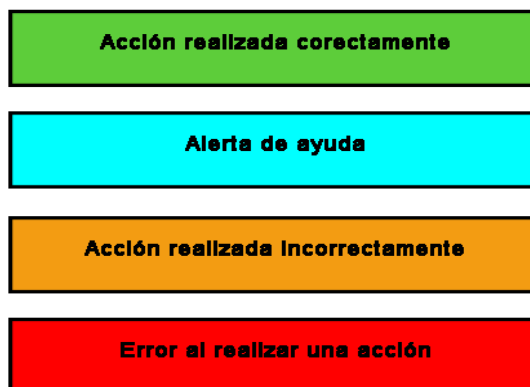 Acción realizada corectamente
Alerta de ayuda
Acción realizada incorrectamente
Error al realizar una acción